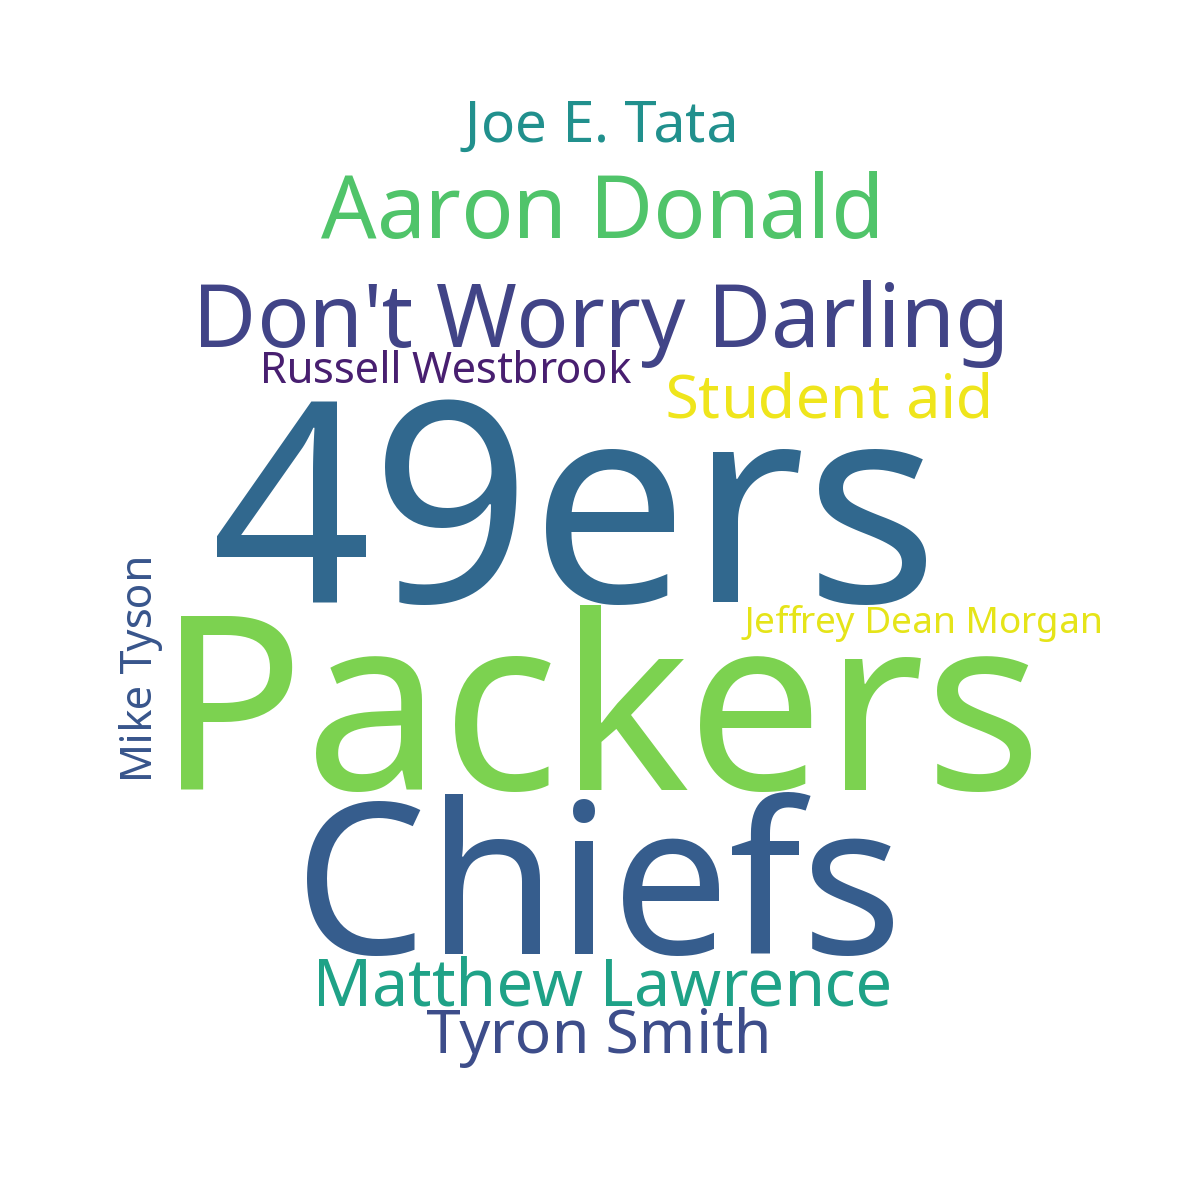 Joe E. Tata
Aaron Donald
Don't Worry Darling
Russell Westbrook
Student aid
49ers
Mike Tyson
Jeffrey Dean Morgan
Packers
Chiefs
Matthew Lawrence
Tyron Smith